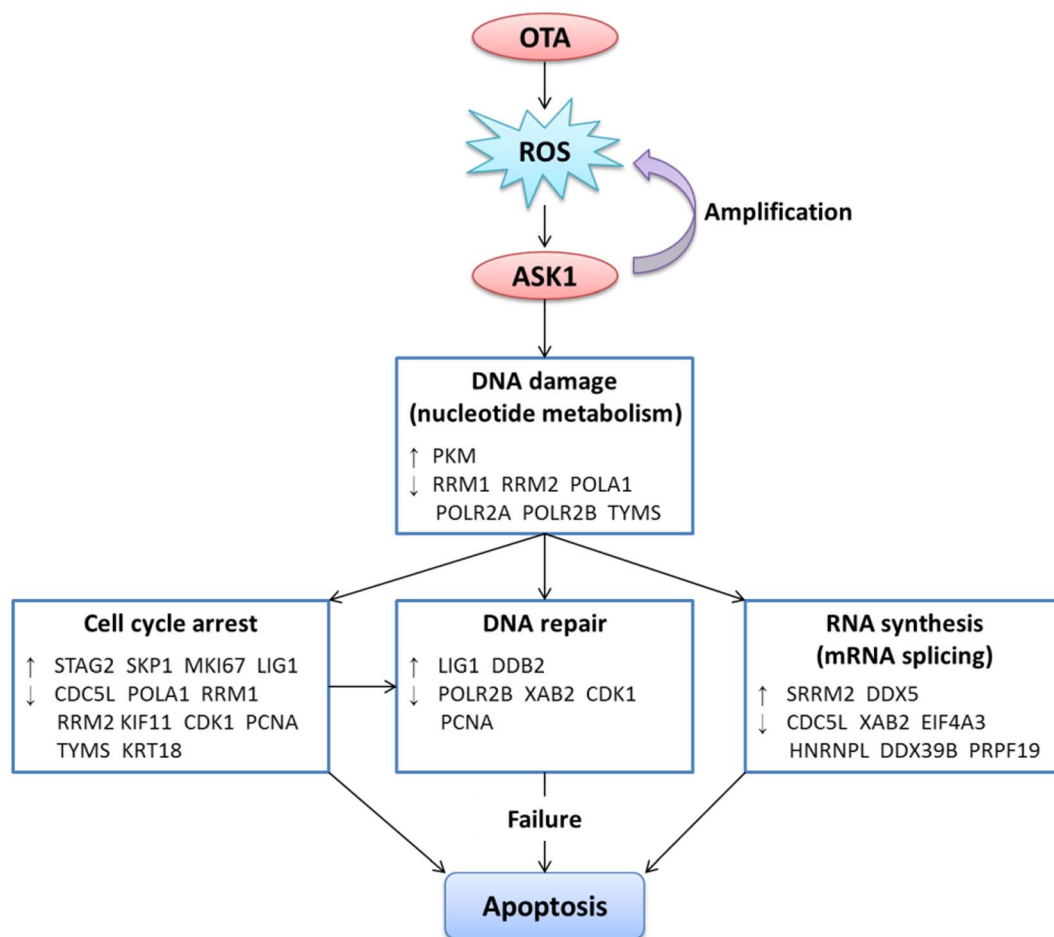 OTA
ROS
Amplification
ASK1
DNA damage
(nucleotide metabolism)
↑ PKM
↓ RRM1 RRM2 POLA1
POLR2A POLR2B TYMS
Cell cycle arrest
↑ STAG2 SKP1 MKI67 LIG1
↓ CDC5L POLA1 RRM1
RRM2 KIF11 CDK1 PCNA
TYMS KRT18
DNA repair
↑ LIG1 DDB2
↓ POLR2B XAB2 CDK1
PCNA
RNA synthesis
(mRNA splicing)
↑ SRRM2 DDX5
↓ CDC5L XAB2 EIF4A3
HNRNPL DDX39B PRPF19
Failure
Apoptosis